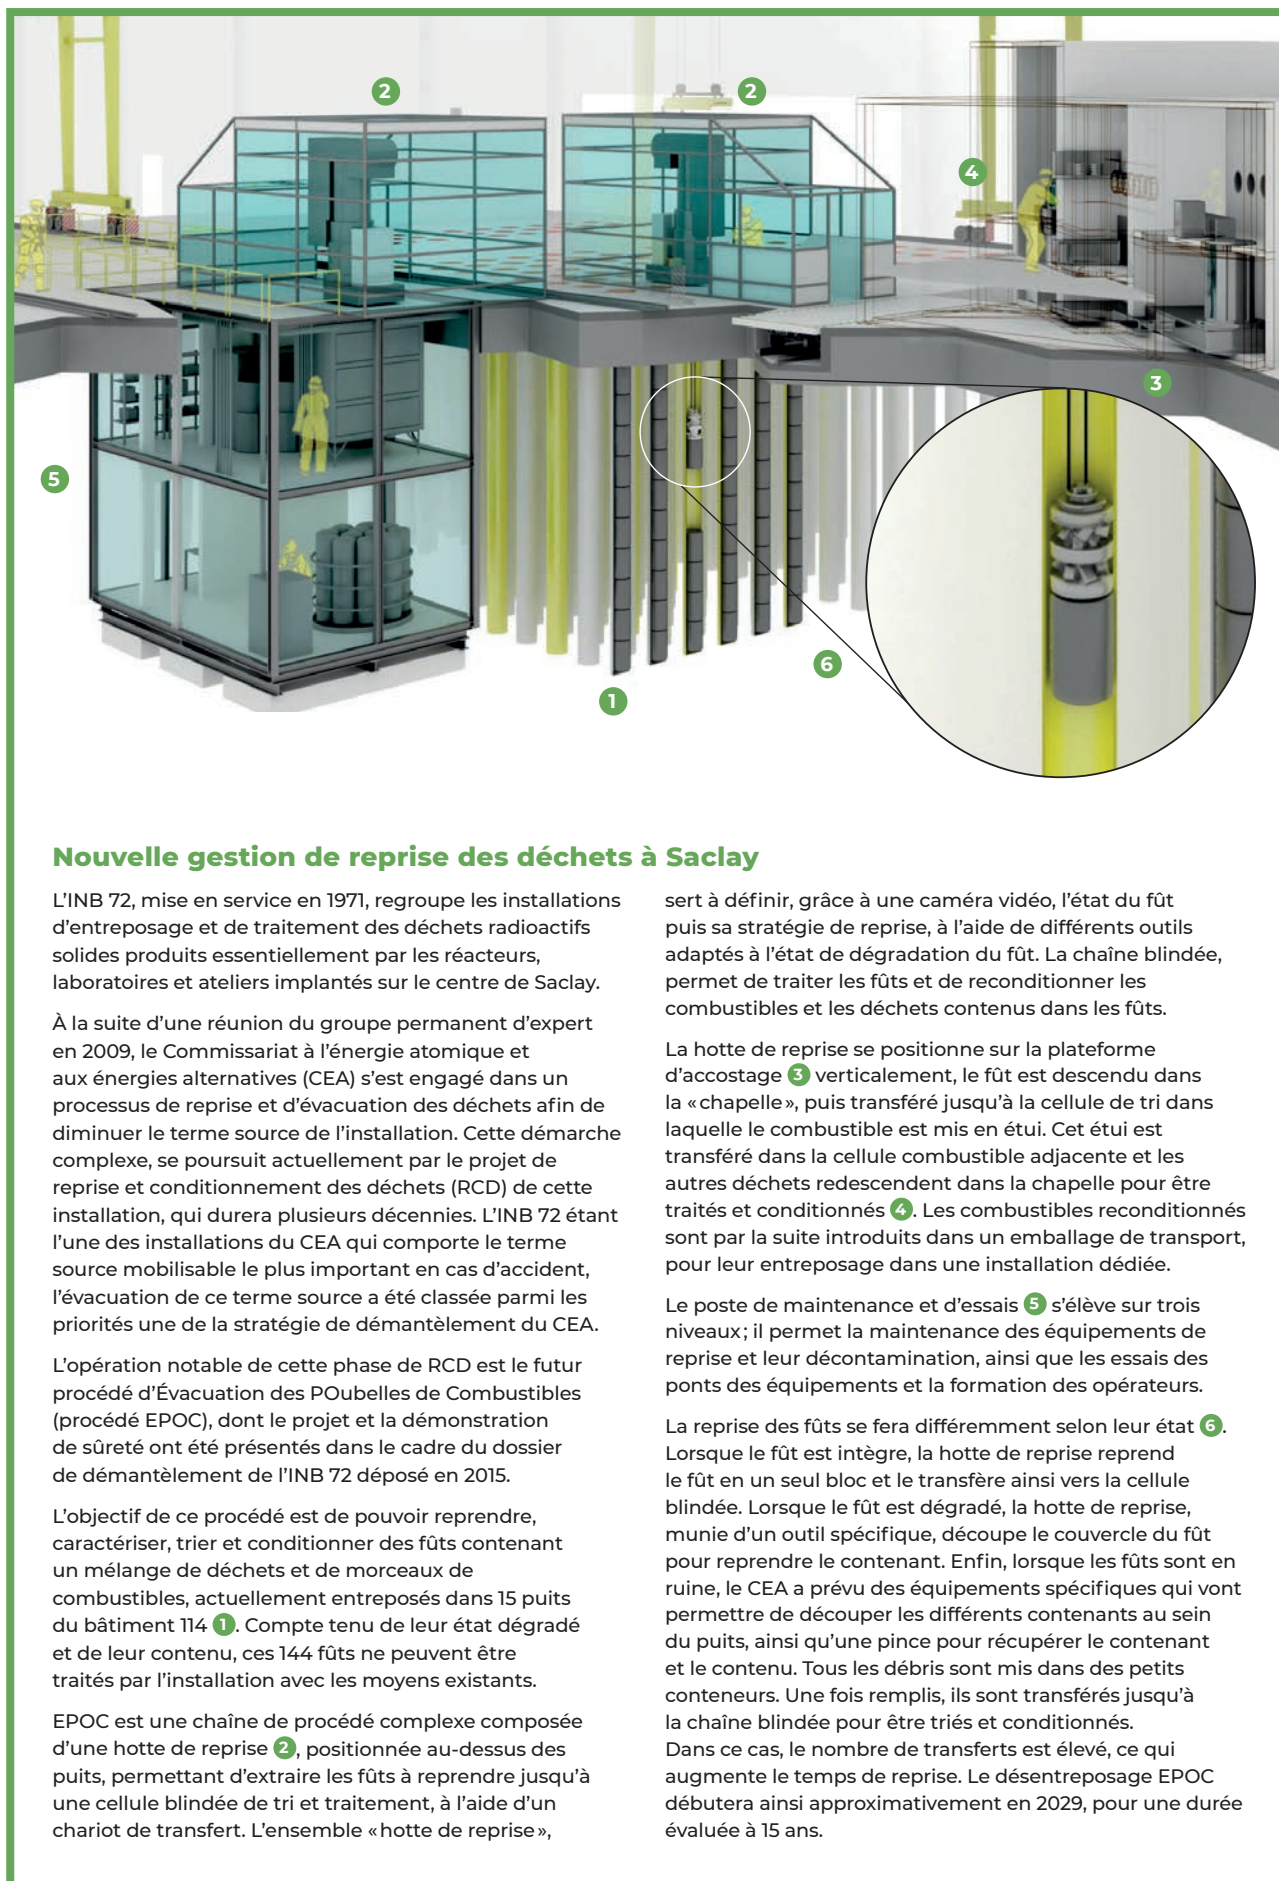 2
2
4
3
5
6
1
Nouvelle gestion de reprise des déchets à Saclay
L’INB 72, mise en service en 1971, regroupe les installations
d’entreposage et de traitement des déchets radioactifs
solides produits essentiellement par les réacteurs,
laboratoires et ateliers implantés sur le centre de Saclay.
À la suite d’une réunion du groupe permanent d’expert
en 2009, le Commissariat à l’énergie atomique et
aux énergies alternatives (CEA) s’est engagé dans un
processus de reprise et d’évacuation des déchets afin de
diminuer le terme source de l’installation. Cette démarche
complexe, se poursuit actuellement par le projet de
reprise et conditionnement des déchets (RCD) de cette
installation, qui durera plusieurs décennies. L’INB 72 étant
l’une des installations du CEA qui comporte le terme
source mobilisable le plus important en cas d’accident,
l’évacuation de ce terme source a été classée parmi les
priorités une de la stratégie de démantèlement du CEA.
L’opération notable de cette phase de RCD est le futur
procédé d’Évacuation des POubelles de Combustibles
(procédé EPOC), dont le projet et la démonstration
de sûreté ont été présentés dans le cadre du dossier
de démantèlement de l’INB 72 déposé en 2015.
L’objectif de ce procédé est de pouvoir reprendre,
caractériser, trier et conditionner des fûts contenant
un mélange de déchets et de morceaux de
combustibles, actuellement entreposés dans 15 puits
du bâtiment 114 1. Compte tenu de leur état dégradé
et de leur contenu, ces 144 fûts ne peuvent être
traités par l’installation avec les moyens existants.
EPOC est une chaîne de procédé complexe composée
d’une hotte de reprise 2, positionnée au-dessus des
puits, permettant d’extraire les fûts à reprendre jusqu’à
une cellule blindée de tri et traitement, à l’aide d’un
chariot de transfert. L’ensemble «hotte de reprise»,
sert à définir, grâce à une caméra vidéo, l’état du fût
puis sa stratégie de reprise, à l’aide de différents outils
adaptés à l’état de dégradation du fût. La chaîne blindée,
permet de traiter les fûts et de reconditionner les
combustibles et les déchets contenus dans les fûts.
La hotte de reprise se positionne sur la plateforme
d’accostage 3 verticalement, le fût est descendu dans
la «chapelle», puis transféré jusqu’à la cellule de tri dans
laquelle le combustible est mis en étui. Cet étui est
transféré dans la cellule combustible adjacente et les
autres déchets redescendent dans la chapelle pour être
traités et conditionnés 4. Les combustibles reconditionnés
sont par la suite introduits dans un emballage de transport,
pour leur entreposage dans une installation dédiée.
Le poste de maintenance et d’essais 5 s’élève sur trois
niveaux; il permet la maintenance des équipements de
reprise et leur décontamination, ainsi que les essais des
ponts des équipements et la formation des opérateurs.
La reprise des fûts se fera différemment selon leur état 6.
Lorsque le fût est intègre, la hotte de reprise reprend
le fût en un seul bloc et le transfère ainsi vers la cellule
blindée. Lorsque le fût est dégradé, la hotte de reprise,
munie d’un outil spécifique, découpe le couvercle du fût
pour reprendre le contenant. Enfin, lorsque les fûts sont en
ruine, le CEA a prévu des équipements spécifiques qui vont
permettre de découper les différents contenants au sein
du puits, ainsi qu’une pince pour récupérer le contenant
et le contenu. Tous les débris sont mis dans des petits
conteneurs. Une fois remplis, ils sont transférés jusqu’à
la chaîne blindée pour être triés et conditionnés.
Dans ce cas, le nombre de transferts est élevé, ce qui
augmente le temps de reprise. Le désentreposage EPOC
débutera ainsi approximativement en 2029, pour une durée
évaluée à 15 ans.